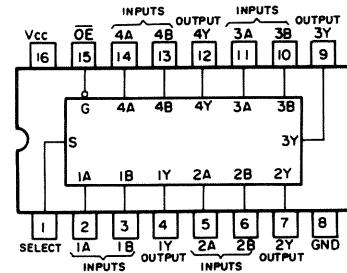 INPUTS OUTPUT INPUTS OUTPUT
Vcc OE 4A 4B 4Y 3A 3B 3Y
16 15 14 13 12 11 10 9
G 4A 4B 4Y 3A 3B
S 3Y
1A 1B 1Y 2A 2B 2Y
1 2 3 4 5 6 7 8
SELECT 1A 1B 1Y 2A 2B 2Y GND
INPUTS OUTPUT INPUTS OUTPUT